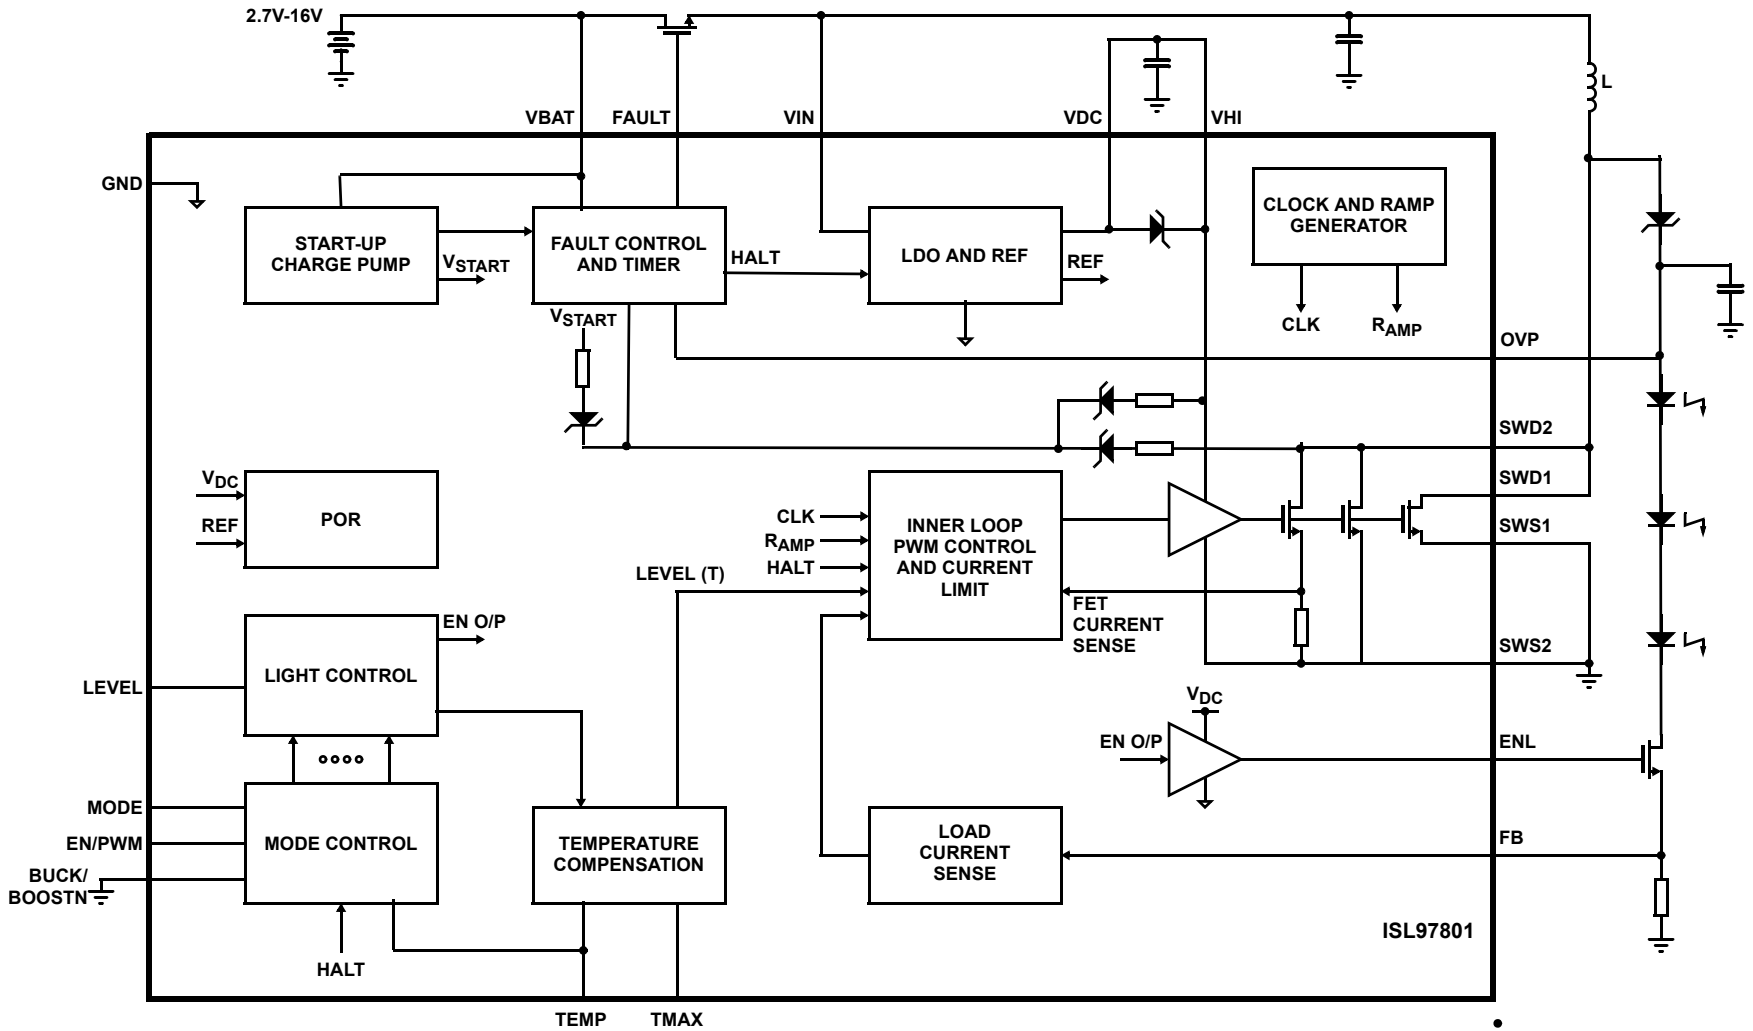 2.7V-16V
L
VBAT
FAULT
VIN
VDC
VHI
GND
START-UP
CHARGE PUMP
VSTART
FAULT CONTROL
AND TIMER
HALT
LDO AND REF
REF
CLOCK AND RAMP
GENERATOR
CLK
RAMP
VSTART
OVP
SWD2
SWD1
SWS1
SWS2
VDC
REF
POR
CLK
RAMP
HALT
LEVEL (T)
INNER LOOP
PWM CONTROL
AND CURRENT
LIMIT
FET
CURRENT
SENSE
EN O/P
LIGHT CONTROL
LEVEL
VDC
EN O/P
ENL
MODE
EN/PWM
BUCK/
BOOSTN
MODE CONTROL
HALT
TEMPERATURE
COMPENSATION
LOAD
CURRENT
SENSE
FB
ISL97801
TEMP
TMAX